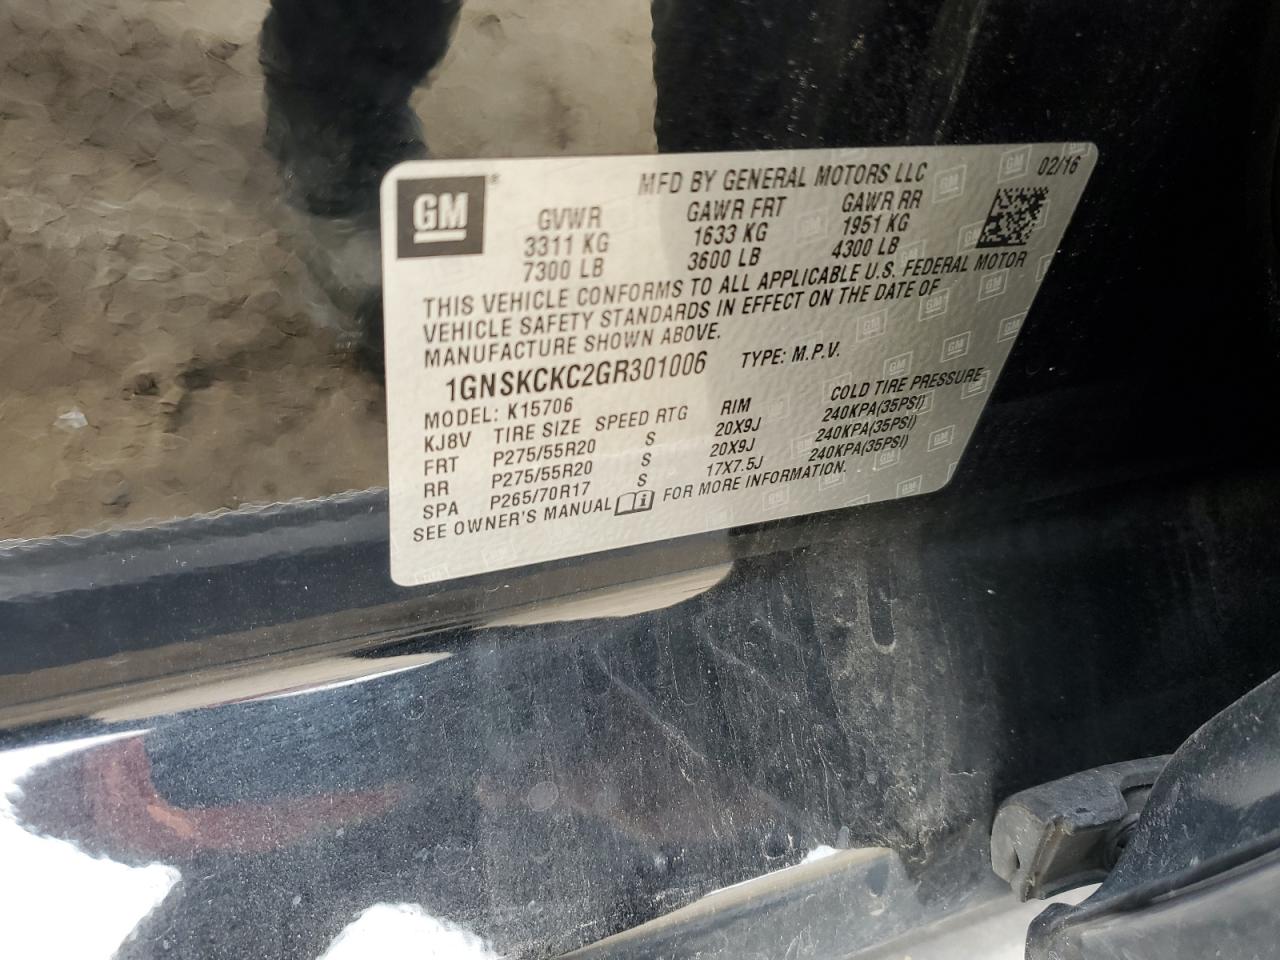 GM®
MFD BY GENERAL MOTORS LLC 02/16
GVWR GAWR FRT GAWR RR
3311 KG 1633 KG 1951 KG
7300 LB 3600 LB 4300 LB
THIS VEHICLE CONFORMS TO ALL APPLICABLE U.S. FEDERAL MOTOR
VEHICLE SAFETY STANDARDS IN EFFECT ON THE DATE OF
MANUFACTURE SHOWN ABOVE.
1GNSKCKC2GR301006 TYPE: M.P.V.
MODEL: K15706
KJ8V TIRE SIZE SPEED RTG RIM COLD TIRE PRESSURE
FRT P275/55R20 S 20X9J 240KPA(35PSI)
RR P275/55R20 S 20X9J 240KPA(35PSI)
SPA P265/70R17 S 17X7.5J 240KPA(35PSI)
SEE OWNER'S MANUAL FOR MORE INFORMATION.